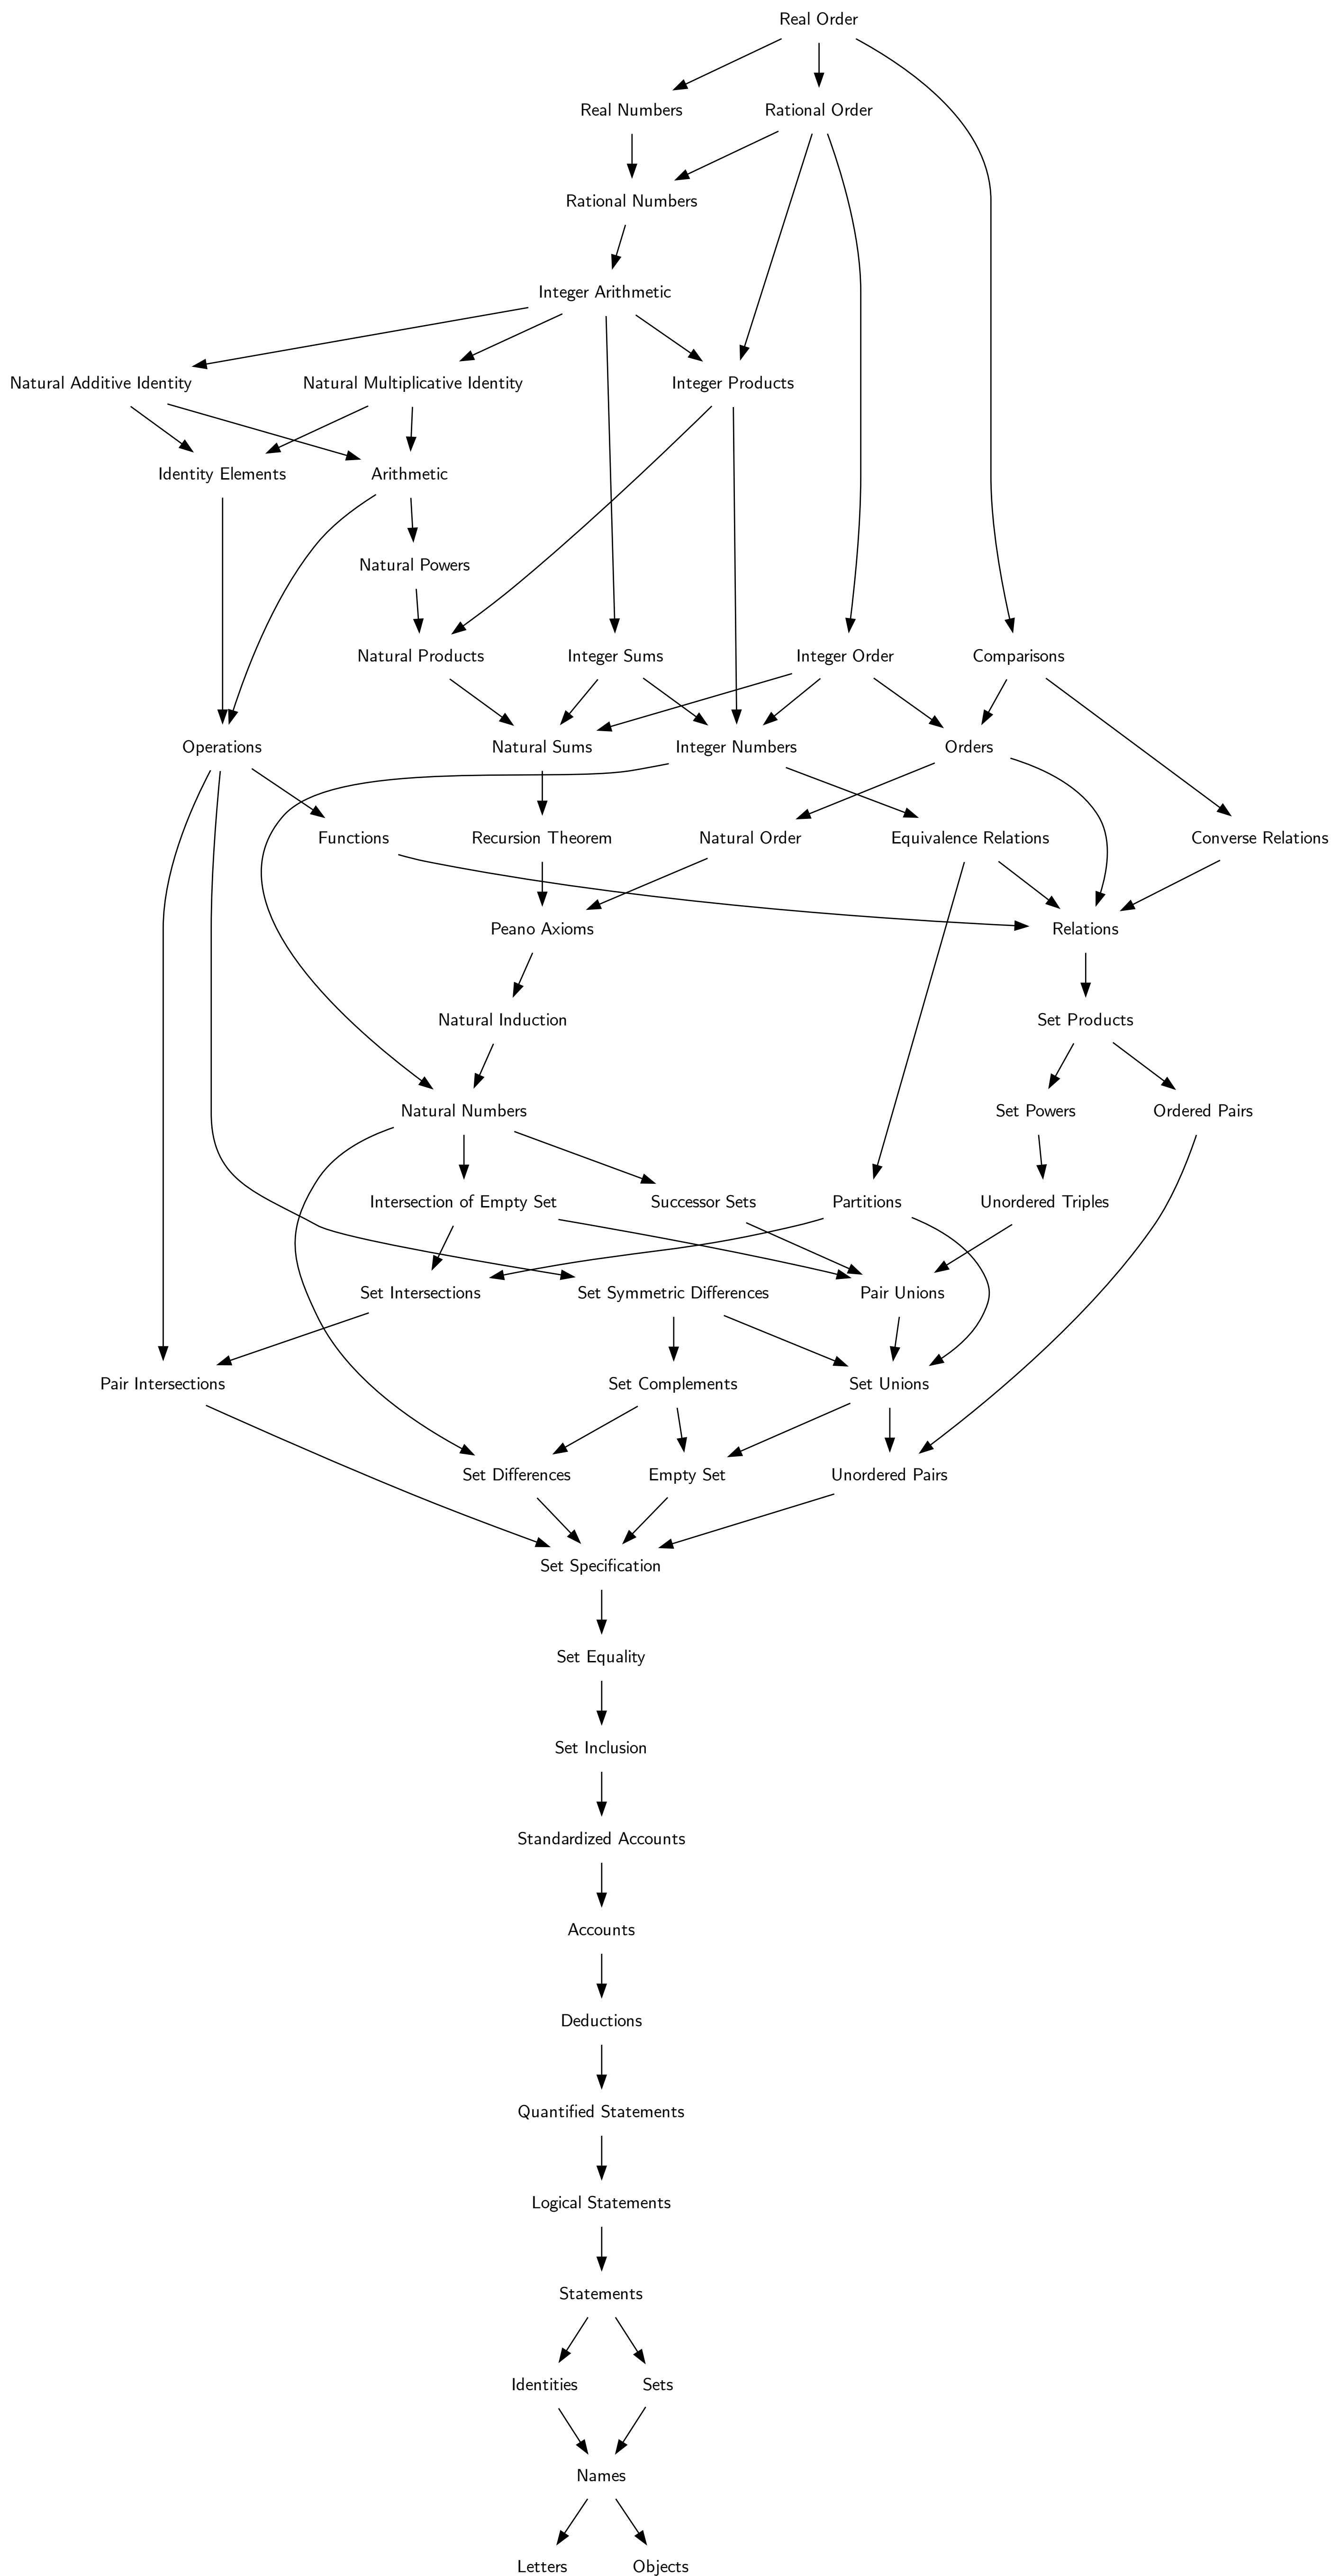 Real Order
Real Numbers
Rational Order
Rational Numbers
Integer Arithmetic
Natural Additive Identity
Natural Multiplicative Identity
Integer Products
Identity Elements
Arithmetic
Natural Powers
Natural Products
Integer Sums
Integer Order
Comparisons
Operations
Natural Sums
Integer Numbers
Orders
Functions
Recursion Theorem
Natural Order
Equivalence Relations
Converse Relations
Peano Axioms
Relations
Natural Induction
Set Products
Natural Numbers
Set Powers
Ordered Pairs
Intersection of Empty Set
Successor Sets
Partitions
Unordered Triples
Set Intersections
Set Symmetric Differences
Pair Unions
Pair Intersections
Set Complements
Set Unions
Set Differences
Empty Set
Unordered Pairs
Set Specification
Set Equality
Set Inclusion
Standardized Accounts
Accounts
Deductions
Quantified Statements
Logical Statements
Statements
Identities
Sets
Names
Letters
Objects